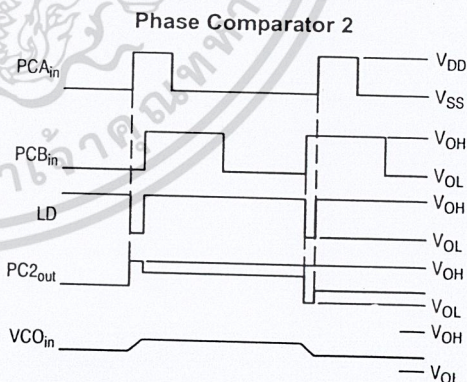 Phase Comparator 2
PCAin
VDD
VSS
PCBin
VOH
VOL
LD
VOH
VOL
PC2out
VOH
VOL
VCOin
VOH
VOL